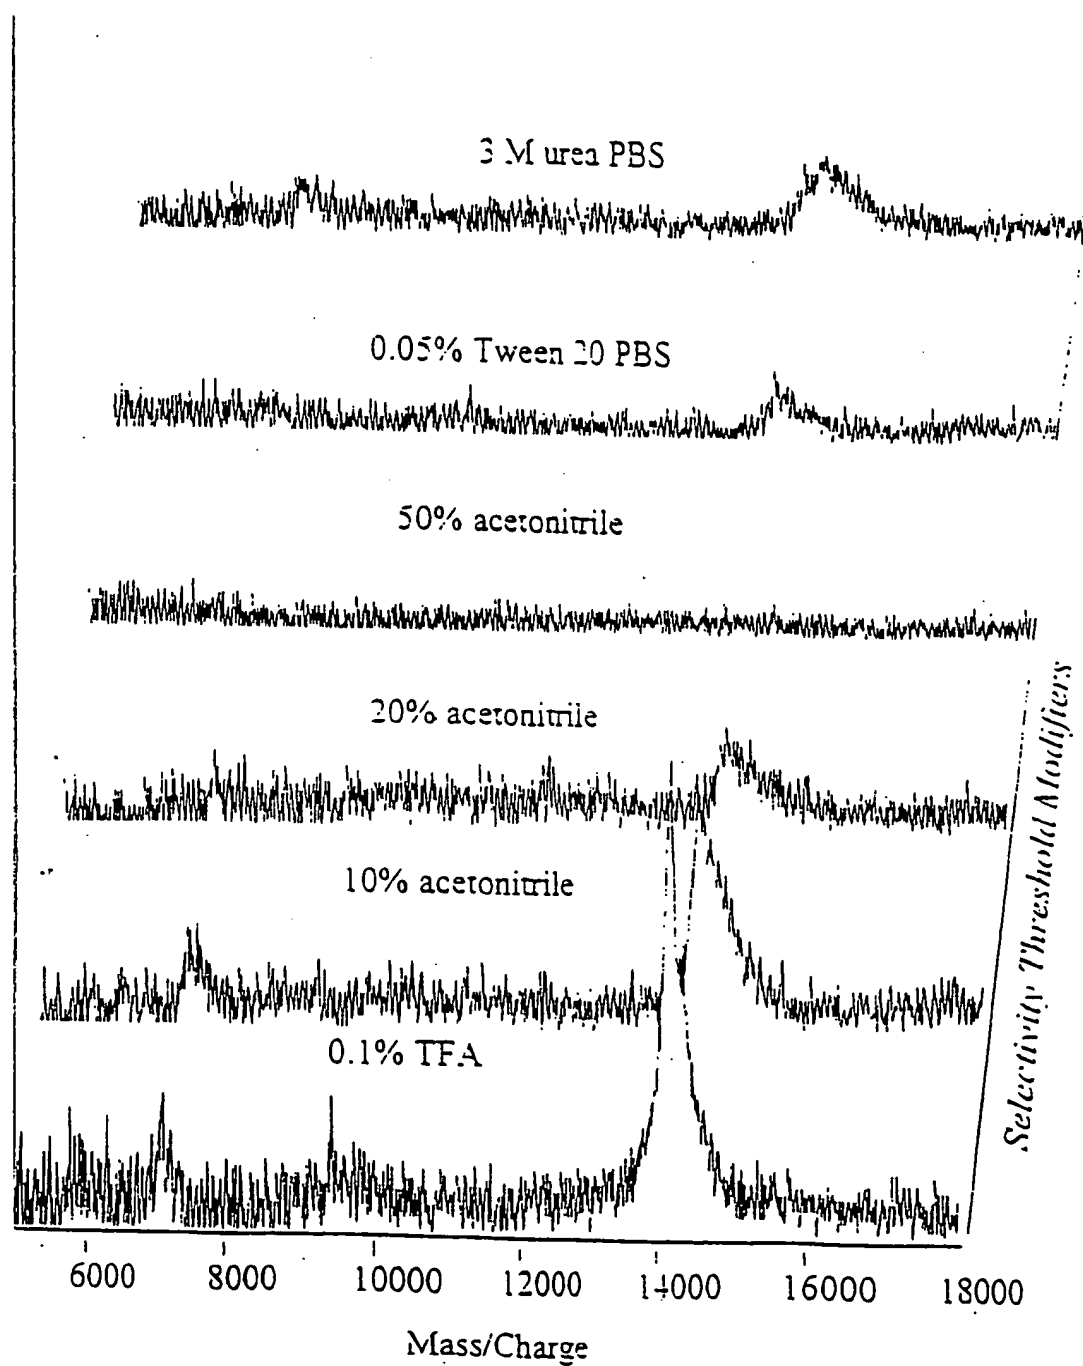 3 M urea PBS
0.05% Tween 20 PBS
50% acetonitrile
20% acetonitrile
10% acetonitrile
0.1% TFA
Selectivity Threshold Modifiers
6000 8000 10000 12000 14000 16000 18000
Mass/Charge